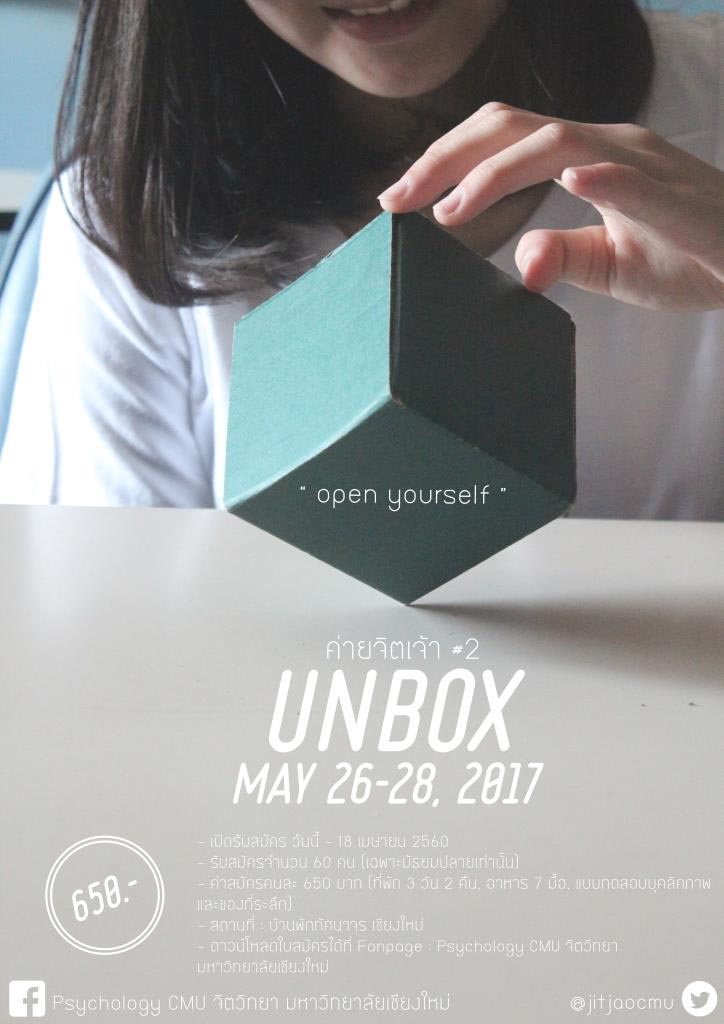 “ open yourself ”
ค่ายจิตเจ้า #2
UNBOX
MAY 26-28, 2017
650.-
- เปิดรับสมัคร วันนี้ - 18 เมษายน 2560
- รับสมัครจำนวน 60 คน (เฉพาะมัธยมปลายเท่านั้น)
- ค่าสมัครคนละ 650 บาท (ที่พัก 3 วัน 2 คืน, อาหาร 7 มื้อ, แบบทดสอบบุคลิคภาพ
และของที่ระลึก)
- สถานที่ : บ้านพักทัศนาจร เชียงใหม่
- ดาวน์โหลดใบสมัครได้ที่ Fanpage : Psychology CMU จิตวิทยา
มหาวิทยาลัยเชียงใหม่
Psychology CMU จิตวิทยา มหาวิทยาลัยเชียงใหม่
@jitjaocmu